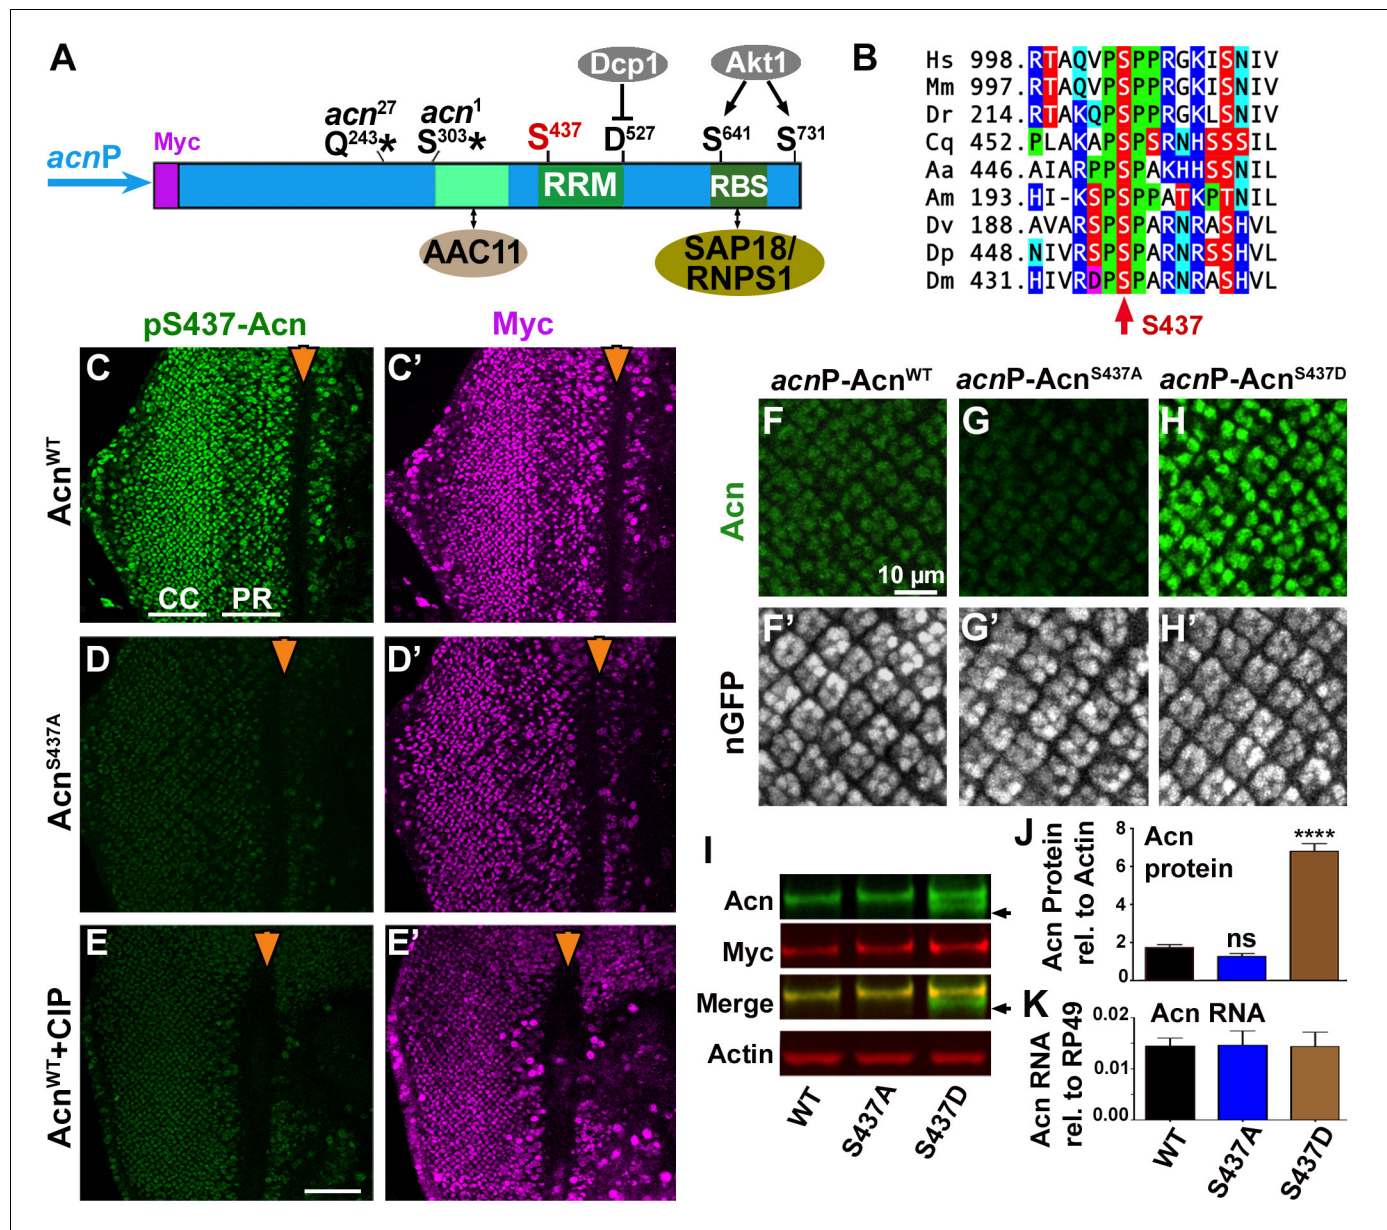 A
Dcp1
Akt1
acn27
acn1
Q243*
S303*
S437
D527
S641
S731
acnP
Myc
RRM
RBS
AAC11
SAP18/
RNPS1
B
Hs 998.RTAQVPSPPRGKISNIV
Mm 997.RTAQVPSPPRGKISNIV
Dr 214.RTAKQPSPPRGKLSNIV
Cq 452.PLAKAPSPSRNHSSSIL
Aa 446.AIARPPSPAKHHSSNIL
Am 193.HI-KSPSPPATKPTNIL
Dv 188.AVARSPSPARNRASHVL
Dp 448.NIVRSPSPARNRSSHVL
Dm 431.HIVRDPSPARNRASHVL
S437
pS437-Acn
Myc
C
C'
AcnWT
CC
PR
D
D'
AcnS437A
E
E'
AcnWT+CIP
acnP-AcnWT
acnP-AcnS437A
acnP-AcnS437D
F
G
H
Acn
10 µm
F'
G'
H'
nGFP
I
Acn
Myc
Merge
Actin
WT
S437A
S437D
J
Acn Protein
rel. to Actin
8
6
4
2
0
Acn
protein
ns
****
K
Acn RNA
rel. to RP49
0.02
0.01
0.00
Acn RNA
WT
S437A
S437D